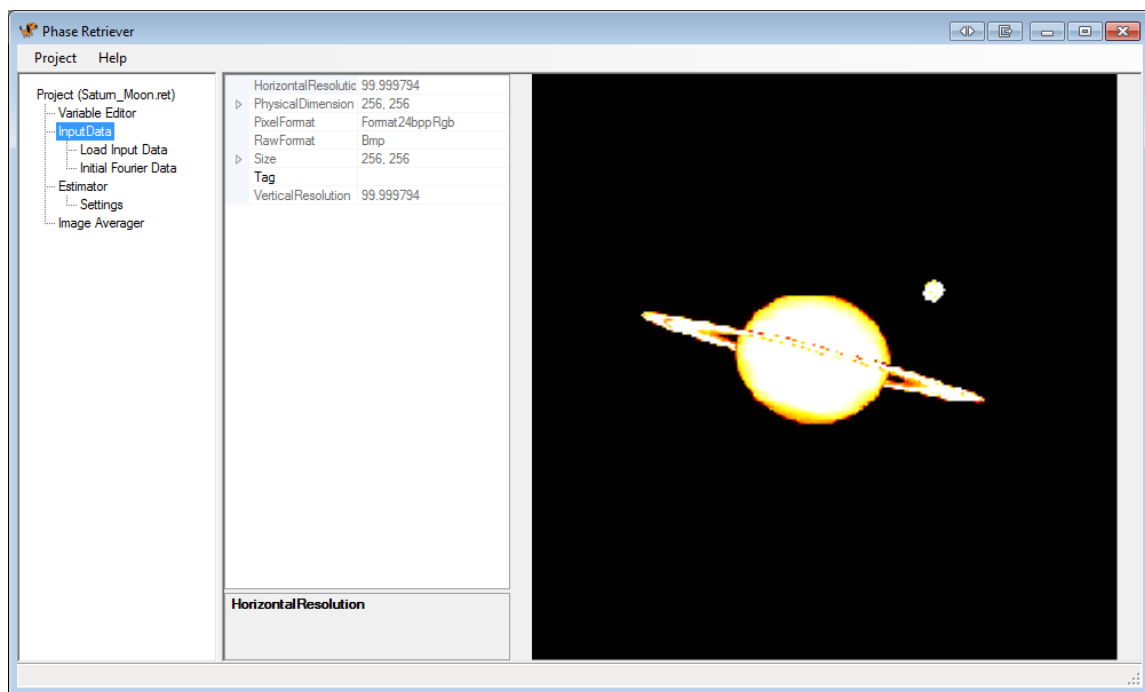 Phase Retriever
Project Help
Project (Saturn_Moon.ret)
Variable Editor
InputData
Load Input Data
Initial Fourier Data
Estimator
Settings
Image Averager
HorizontalResolutic 99.999794
PhysicalDimension 256, 256
PixelFormat Format24bppRgb
RawFormat Bmp
Size 256, 256
Tag
VerticalResolution 99.999794
HorizontalResolution